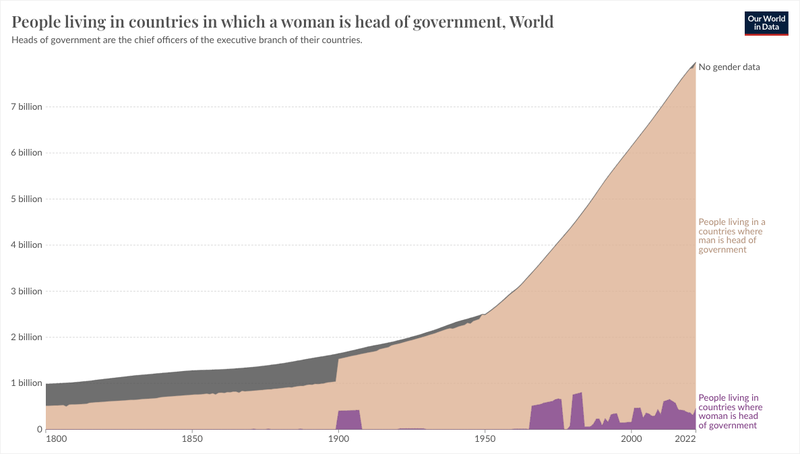 People living in countries in which a woman is head of government, World
Heads of government are the chief officers of the executive branch of their countries.
Our World
in Data
No gender data
7 billion
6 billion
5 billion
4 billion
3 billion
2 billion
1 billion
0
People living in a
countries where
man is head of
government
People living in
countries where
woman is head
of government
1800
1850
1900
1950
2000
2022